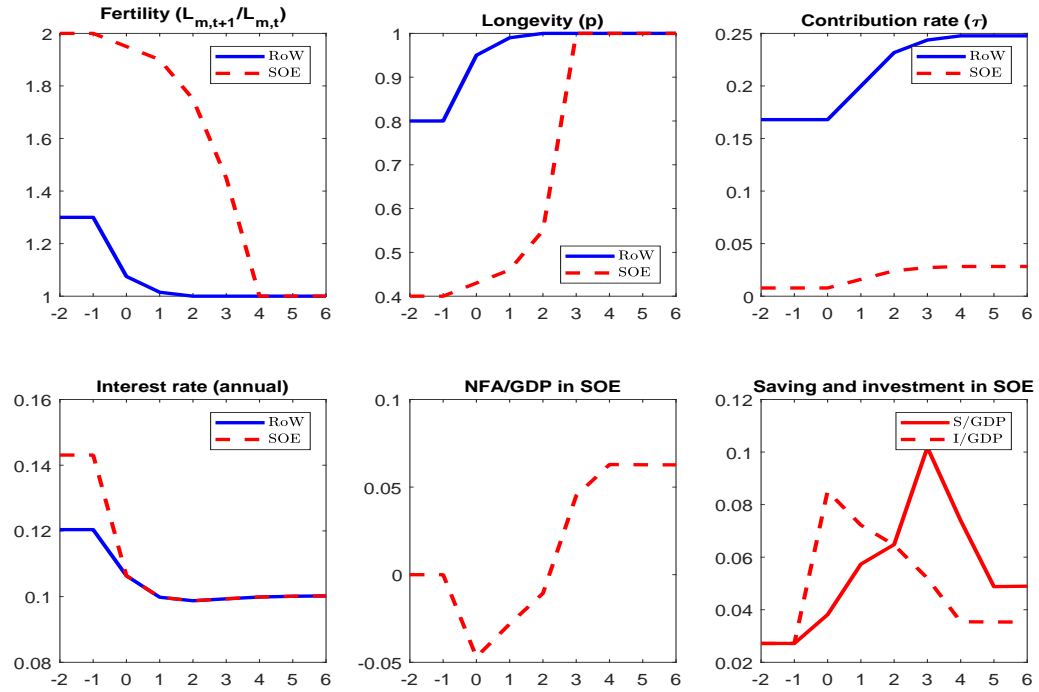 Fertility (L_{m,t+1}/L_{m,t})
2
1.8
1.6
1.4
1.2
1
-2 -1 0 1 2 3 4 5 6
RoW
SOE
Longevity (p)
1
0.9
0.8
0.7
0.6
0.5
0.4
-2 -1 0 1 2 3 4 5 6
RoW
SOE
Contribution rate (τ)
0.25
0.2
0.15
0.1
0.05
0
-2 -1 0 1 2 3 4 5 6
RoW
SOE
Interest rate (annual)
0.16
0.14
0.12
0.1
0.08
-2 -1 0 1 2 3 4 5 6
RoW
SOE
NFA/GDP in SOE
0.1
0.05
0
-0.05
-2 -1 0 1 2 3 4 5 6
Saving and investment in SOE
0.12
0.1
0.08
0.06
0.04
0.02
-2 -1 0 1 2 3 4 5 6
S/GDP
I/GDP